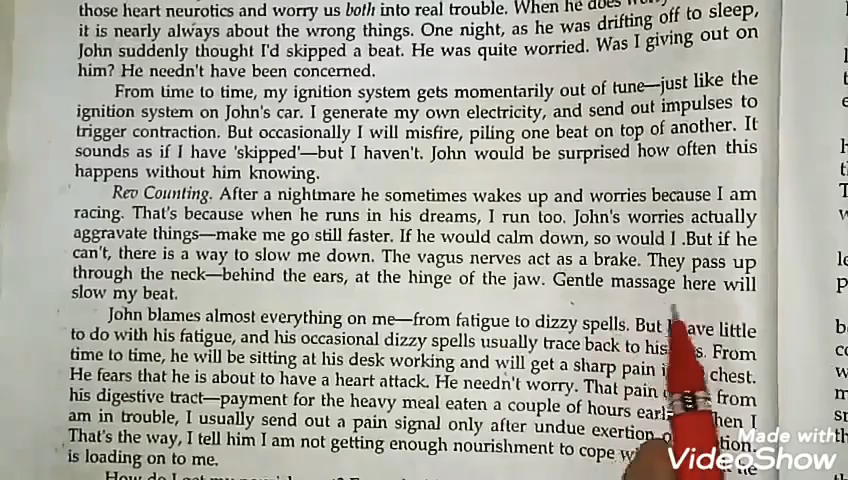 those heart neurotics and worry us both into real trouble. When he does
it is nearly always about the wrong things. One night, as he was drifting off to sleep,
John suddenly thought I'd skipped a beat. He was quite worried. Was I giving out on
him? He needn't have been concerned.
From time to time, my ignition system gets momentarily out of tune—just like the
ignition system on John's car. I generate my own electricity, and send out impulses to
trigger contraction. But occasionally I will misfire, piling one beat on top of another. It
sounds as if I have 'skipped'—but I haven't. John would be surprised how often this
happens without him knowing.
Rev Counting. After a nightmare he sometimes wakes up and worries because I am
racing. That's because when he runs in his dreams, I run too. John's worries actually
aggravate things—make me go still faster. If he would calm down, so would I .But if he
can't, there is a way to slow me down. The vagus nerves act as a brake. They pass up
through the neck—behind the ears, at the hinge of the jaw. Gentle massage here will
slow my beat.
John blames almost everything on me—from fatigue to dizzy spells. But little
to do with his fatigue, and his occasional dizzy spells usually trace back to his From
time to time, he will be sitting at his desk working and will get a sharp pain chest.
He fears that he is about to have a heart attack. He needn't worry. That pain from
his digestive tract—payment for the heavy meal eaten a couple of hours I
am in trouble, I usually send out a pain signal only after undue exertion
That's the way, I tell him I am not getting enough nourishment to cope he
is loading on to me.
How do I get my
Made with
VideoShow